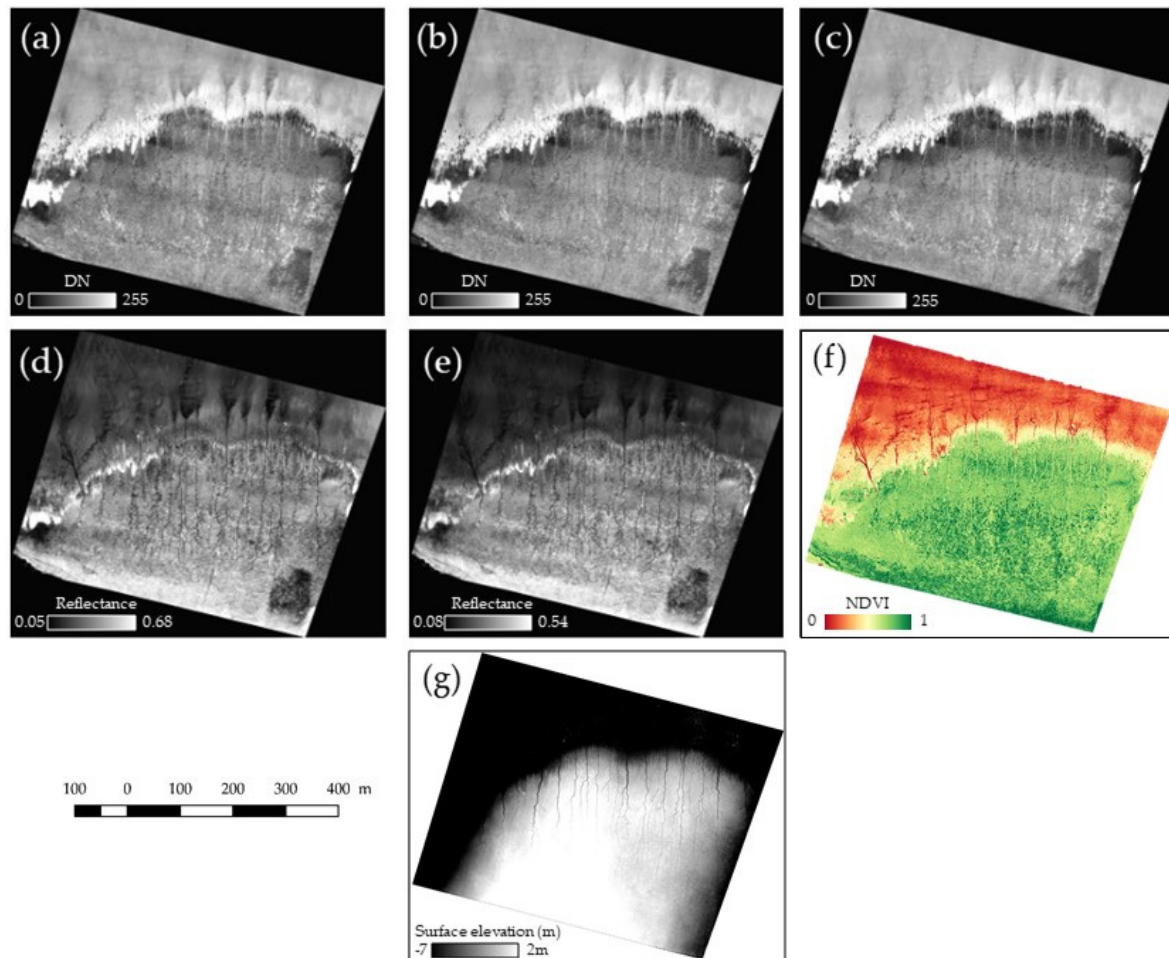 (a)
(b)
(c)
DN
0 255
DN
0 255
DN
0 255
(d)
(e)
(f)
Reflectance
0.05 0.68
Reflectance
0.08 0.54
NDVI
0 1
(g)
100 0 100 200 300 400 m
Surface elevation (m)
-7 2m